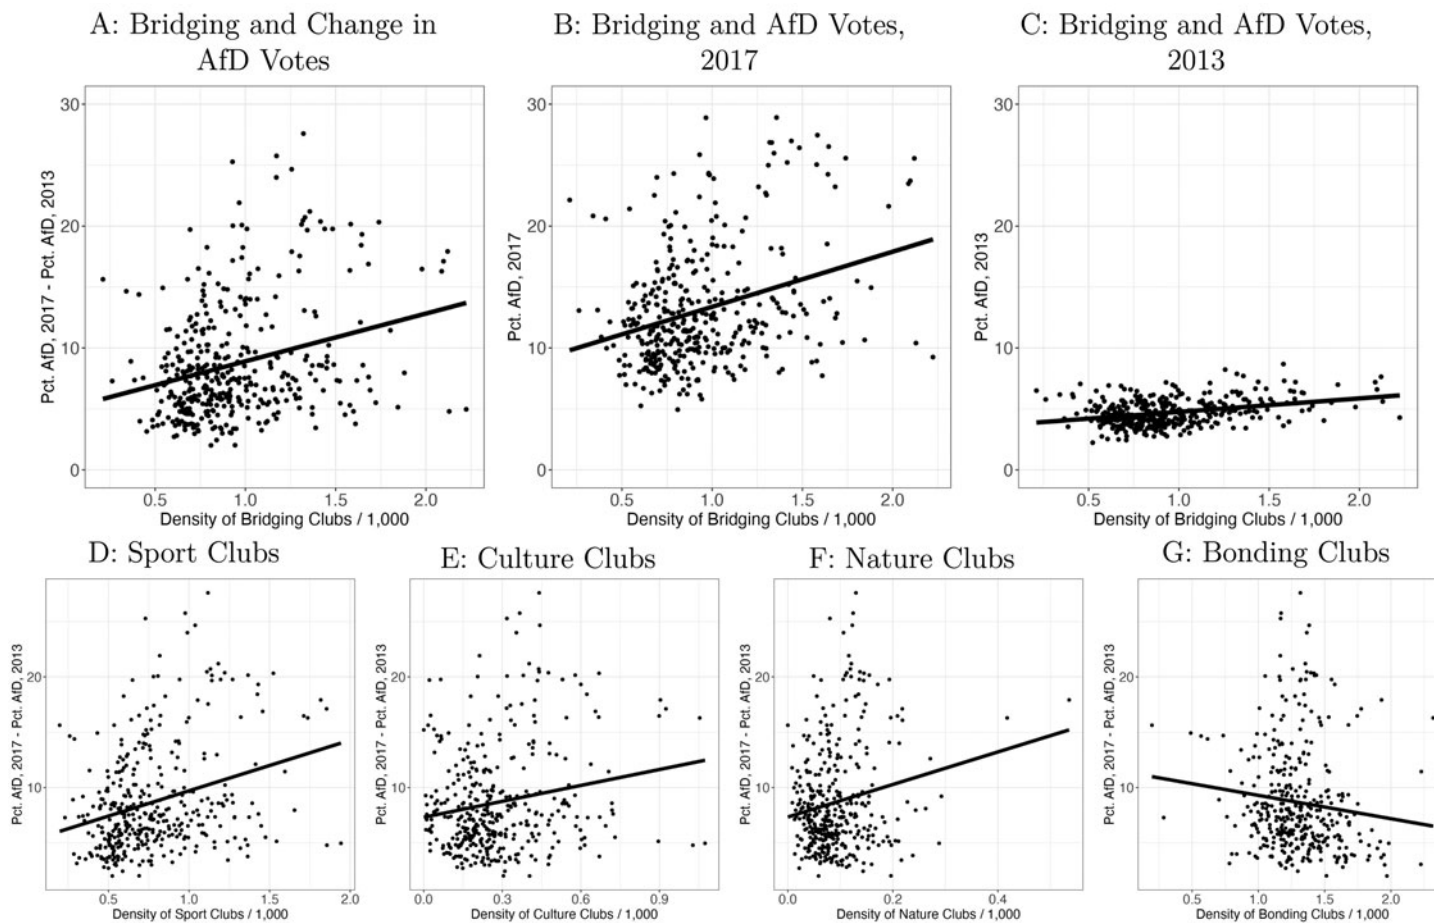 A: Bridging and Change in
AfD Votes
B: Bridging and AfD Votes,
2017
C: Bridging and AfD Votes,
2013
Pct. AfD, 2017 - Pct. AfD, 2013
30
20
10
0
0.5 1.0 1.5 2.0
Density of Bridging Clubs / 1,000
Pct. AfD, 2017
30
20
10
0
0.5 1.0 1.5 2.0
Density of Bridging Clubs / 1,000
Pct. AfD, 2013
30
20
10
0
0.5 1.0 1.5 2.0
Density of Bridging Clubs / 1,000
D: Sport Clubs
E: Culture Clubs
F: Nature Clubs
G: Bonding Clubs
Pct. AfD, 2017 - Pct. AfD, 2013
20
10
0.5 1.0 1.5 2.0
Density of Sport Clubs / 1,000
Pct. AfD, 2017 - Pct. AfD, 2013
20
10
0.0 0.3 0.6 0.9
Density of Culture Clubs / 1,000
Pct. AfD, 2017 - Pct. AfD, 2013
20
10
0.0 0.2 0.4
Density of Nature Clubs / 1,000
Pct. AfD, 2017 - Pct. AfD, 2013
20
10
0.5 1.0 1.5 2.0
Density of Bonding Clubs / 1,000